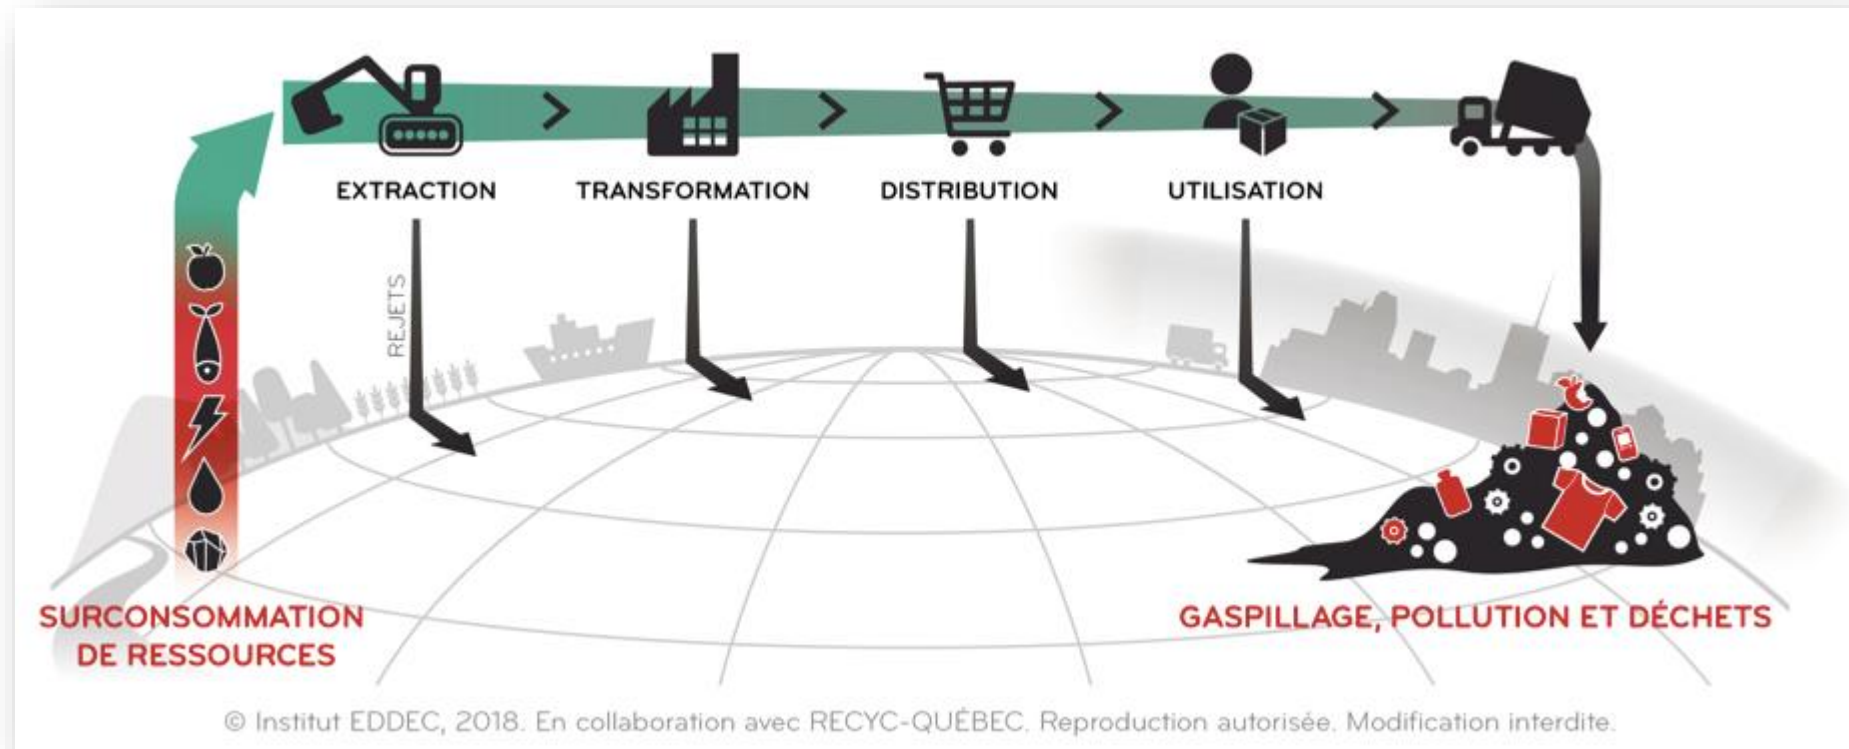 EXTRACTION
TRANSFORMATION
DISTRIBUTION
UTILISATION
REJETS
SURCONSOMMATION
DE RESSOURCES
GASPILLAGE, POLLUTION ET DÉCHETS
© Institut EDDEC, 2018. En collaboration avec RECYC-QUÉBEC. Reproduction autorisée. Modification interdite.